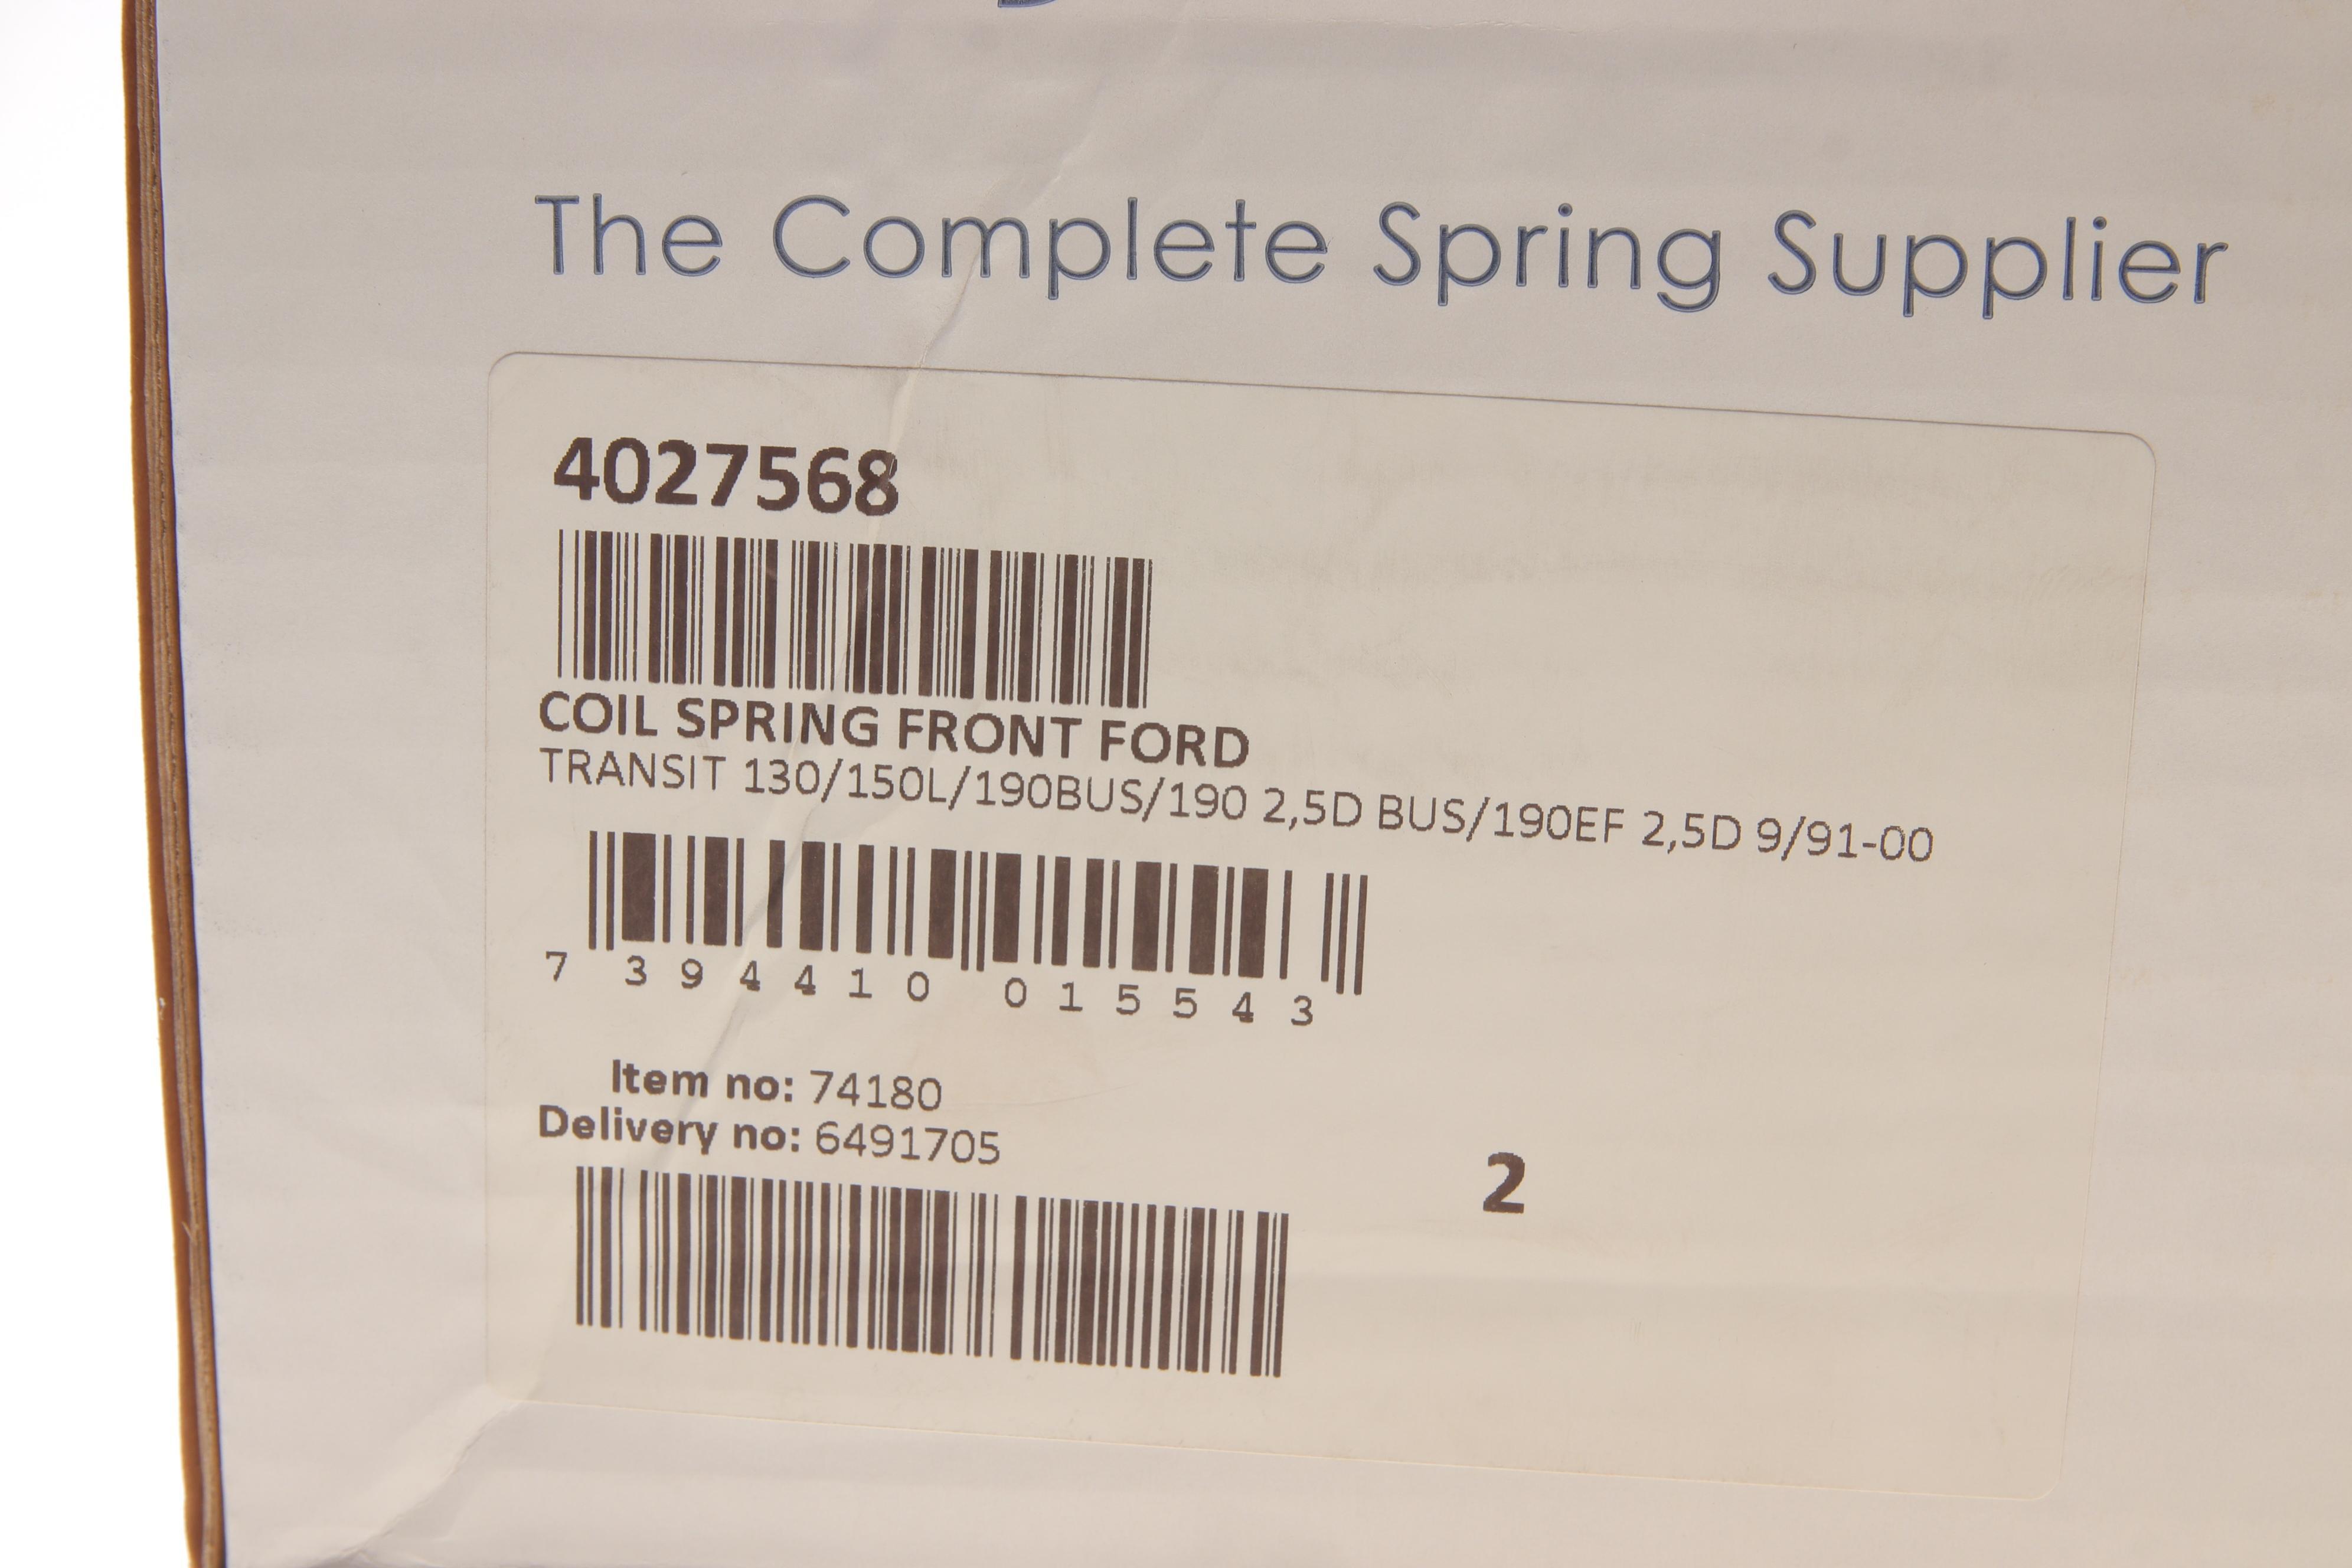 The Complete Spring Supplier
4027568
COIL SPRING FRONT FORD
TRANSIT 130/150L/190BUS/190 2,5D BUS/190EF 2,5D 9/91-00
7 394410 015543
Item no: 74180
Delivery no: 6491705
2